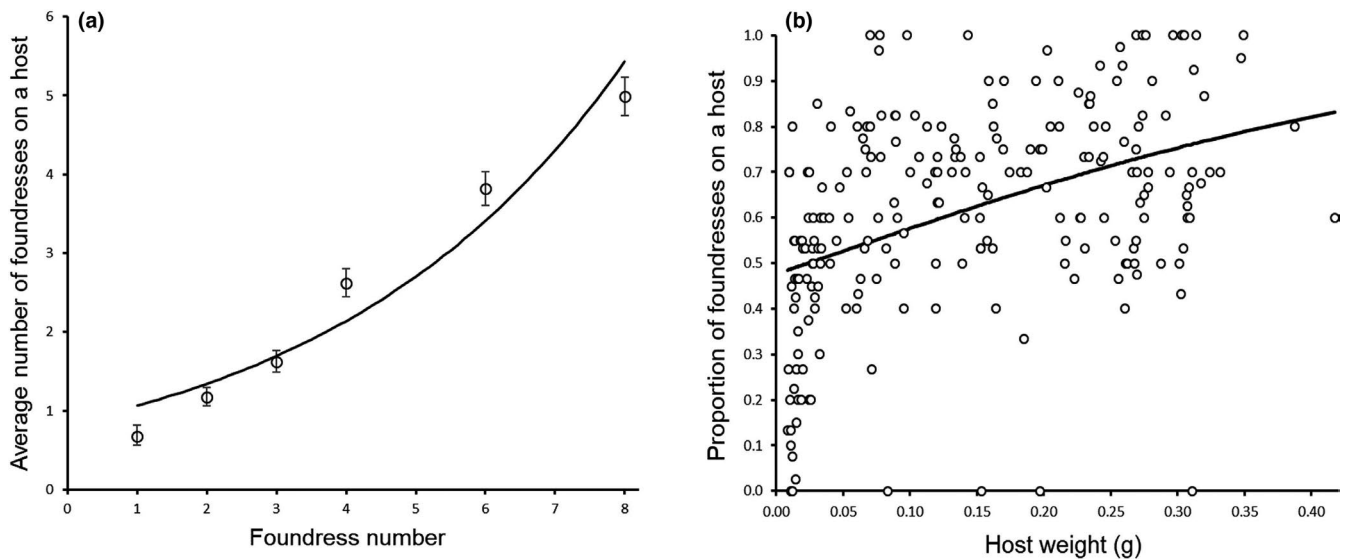 (a)
Average number of foundresses on a host
6
5
4
3
2
1
0
0 1 2 3 4 5 6 7 8
Foundress number
(b)
Proportion of foundresses on a host
1.0
0.9
0.8
0.7
0.6
0.5
0.4
0.3
0.2
0.1
0.0
0.00 0.05 0.10 0.15 0.20 0.25 0.30 0.35 0.40
Host weight (g)